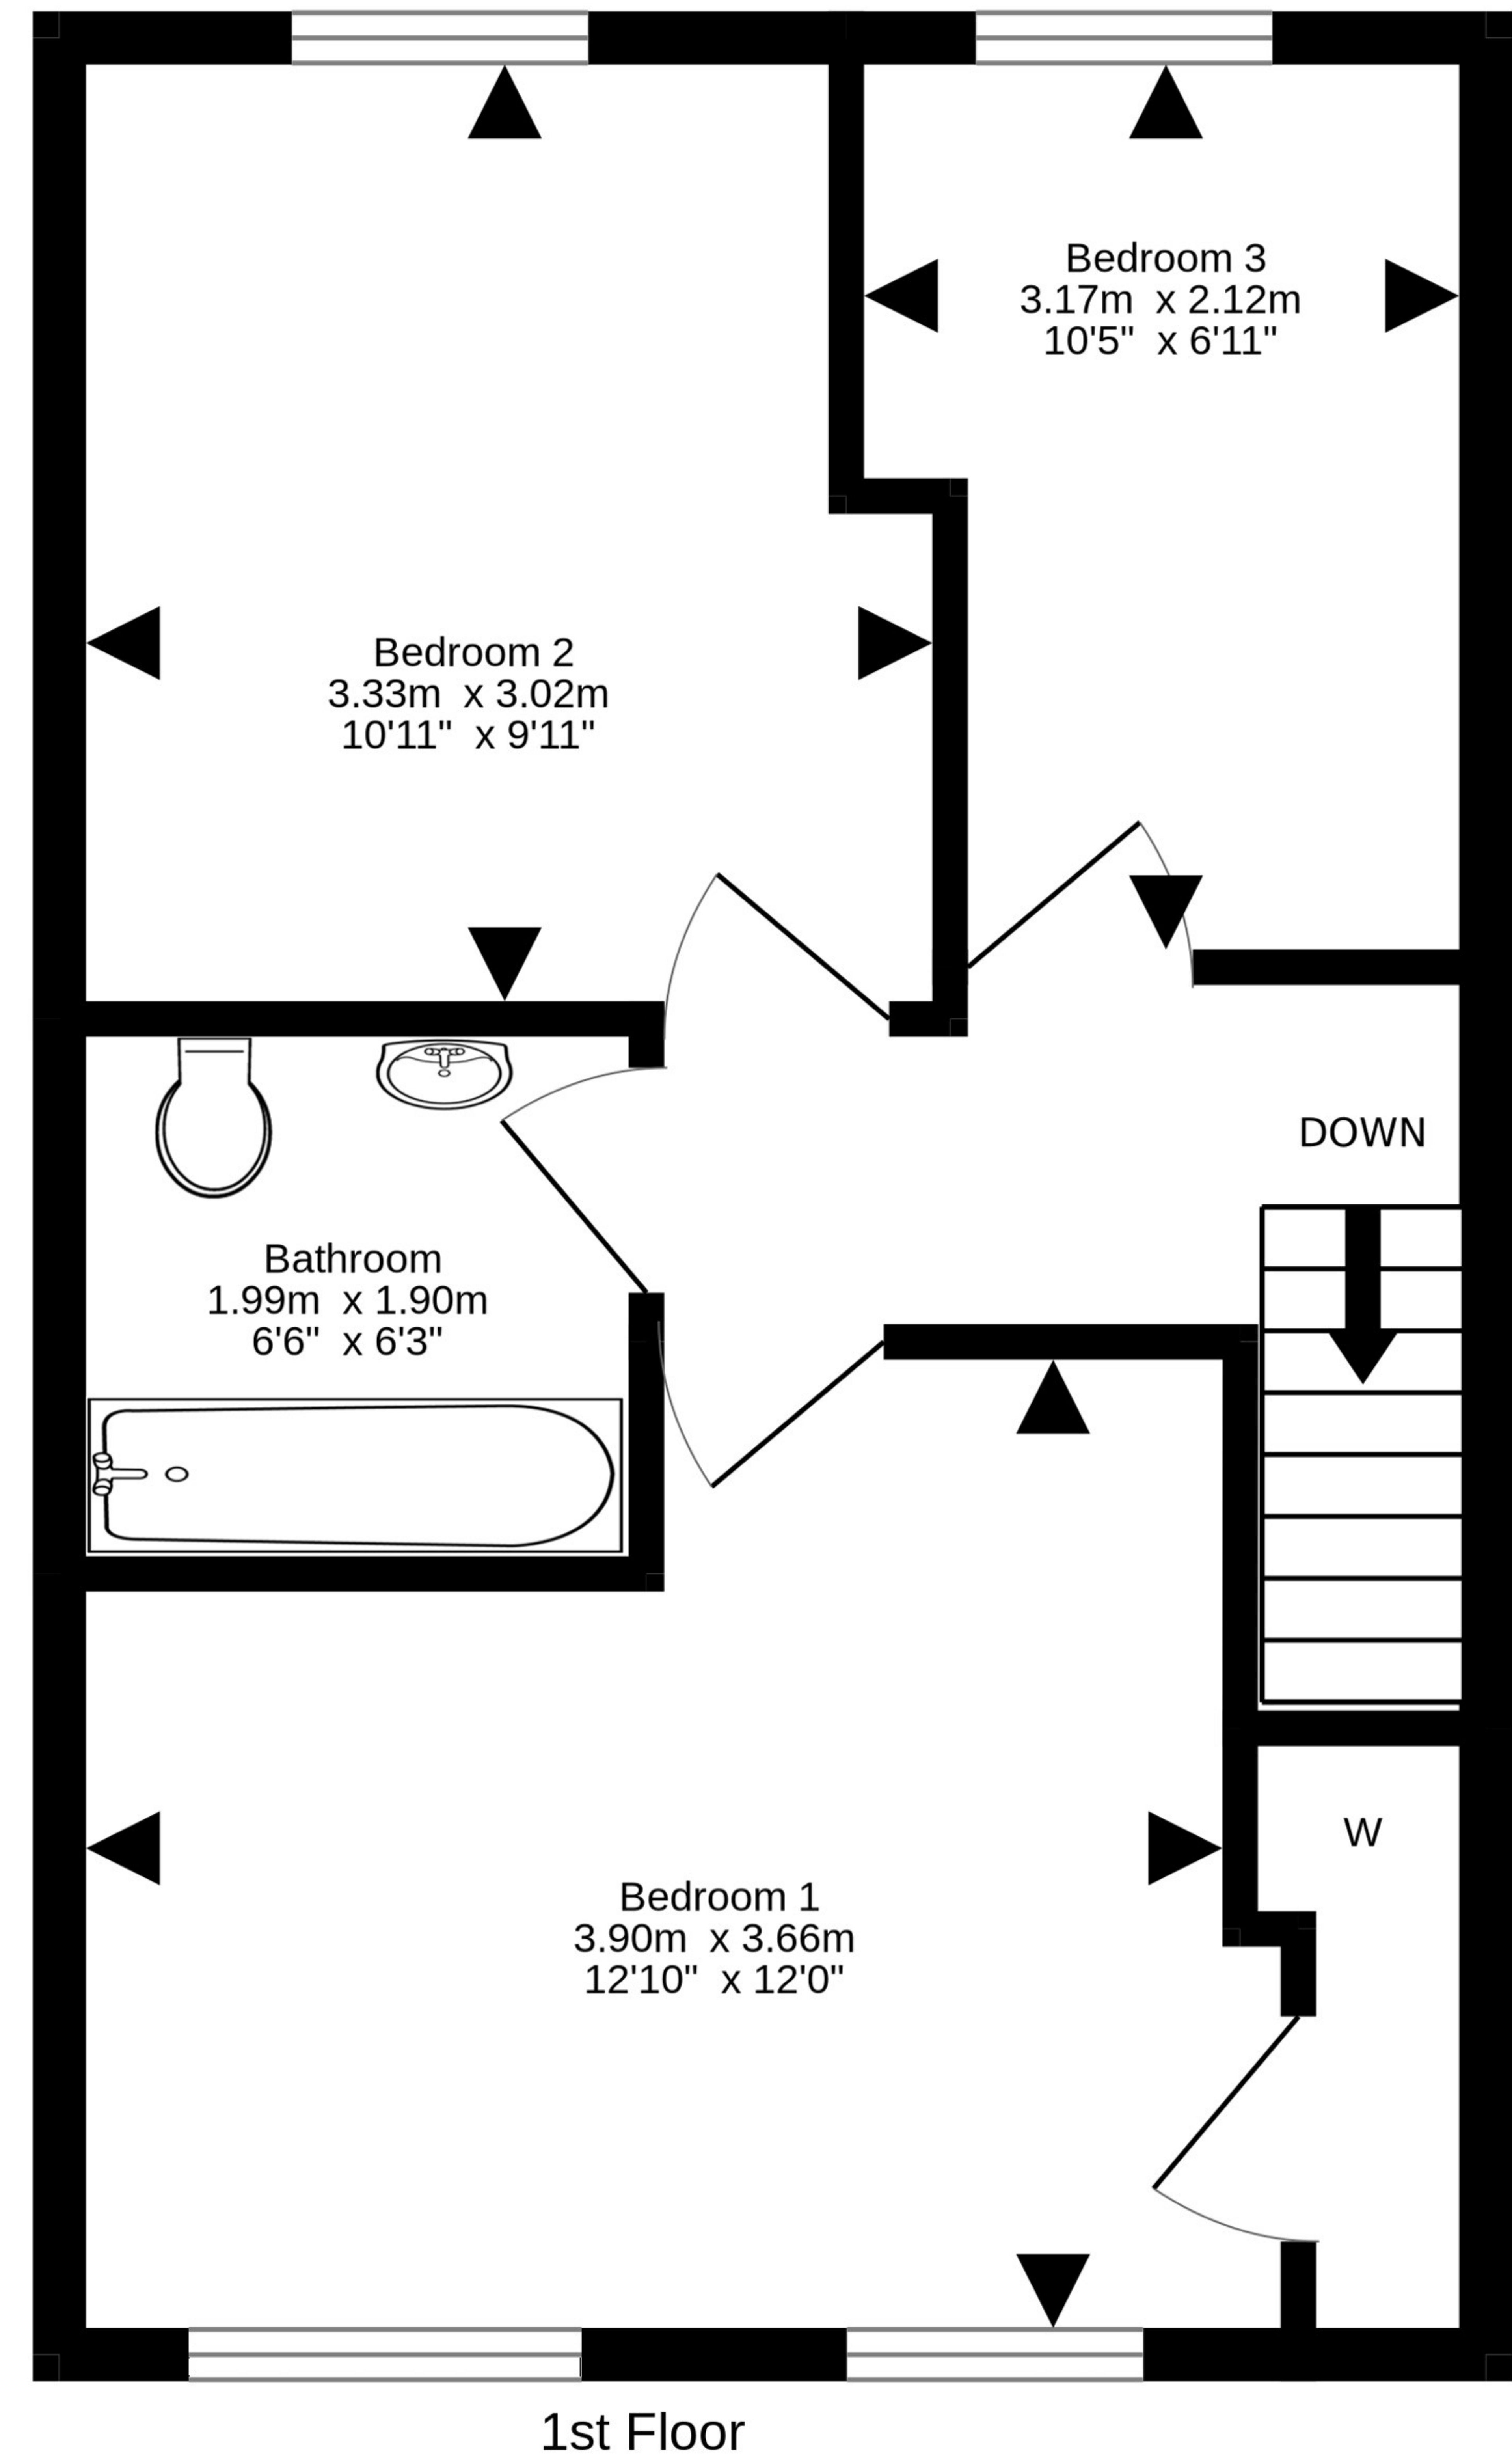 Bedroom 3
3.17m x 2.12m
10'5" x 6'11"
Bedroom 2
3.33m x 3.02m
10'11" x 9'11"
DOWN
Bathroom
1.99m x 1.90m
6'6" x 6'3"
W
Bedroom 1
3.90m x 3.66m
12'10" x 12'0"
1st Floor